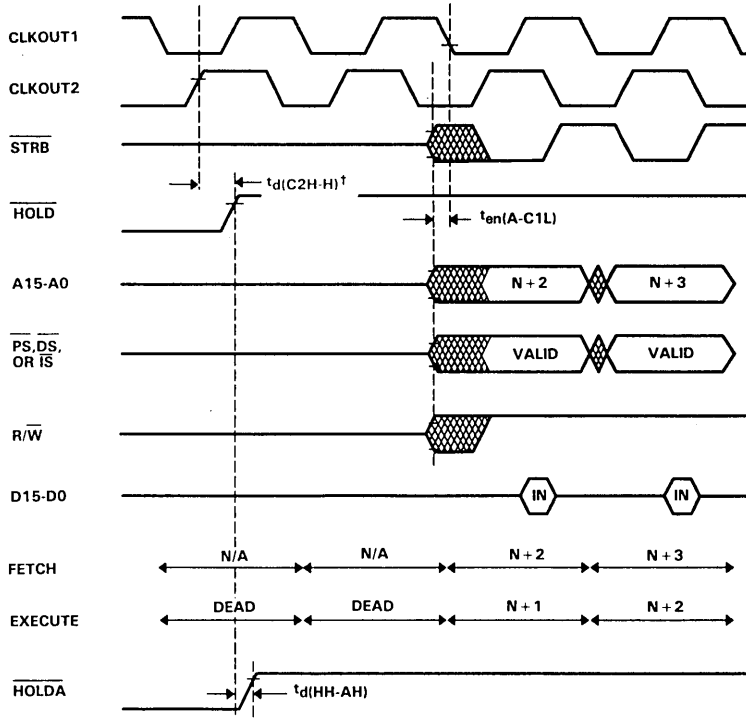 CLKOUT1
CLKOUT2
STRB
td(C2H-H)†
HOLD
ten(A-C1L)
A15-A0 N + 2 N + 3
PS,DS,
OR IS VALID VALID
R/W
D15-D0 IN IN
FETCH N/A N/A N + 2 N + 3
EXECUTE DEAD DEAD N + 1 N + 2
HOLDA td(HH-AH)